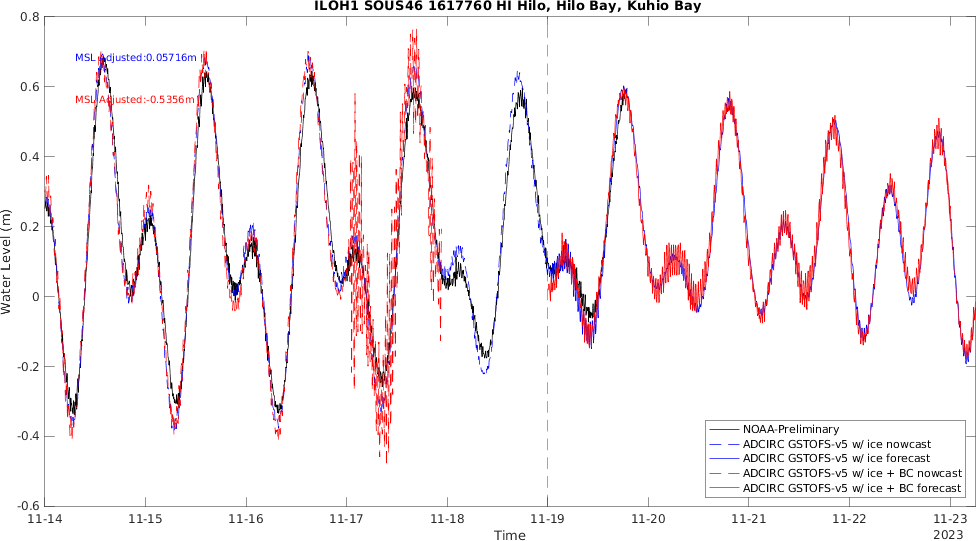 ILOH1 SOUS46 1617760 HI Hilo, Hilo Bay, Kuhio Bay
0.8
MSL Adjusted:0.05716m
0.6
MSL Adjusted:-0.5356m
0.4
0.2
0
-0.2
-0.4
-0.6
Water Level (m)
NOAA-Preliminary
ADCIRC GSTOFS-v5 w/ ice nowcast
ADCIRC GSTOFS-v5 w/ ice forecast
ADCIRC GSTOFS-v5 w/ ice + BC nowcast
ADCIRC GSTOFS-v5 w/ ice + BC forecast
11-14 11-15 11-16 11-17 11-18 11-19 11-20 11-21 11-22 11-23
2023
Time